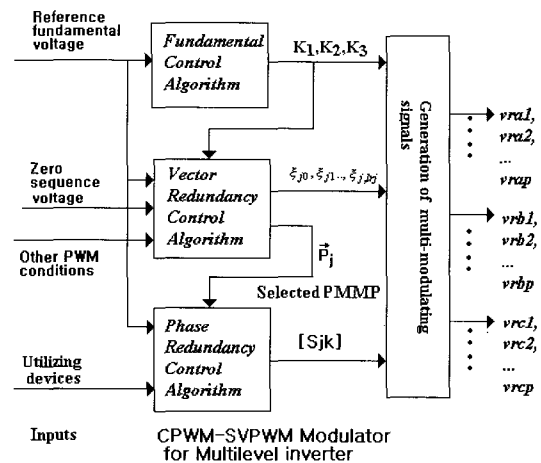 Reference
fundamental
voltage
Fundamental
Control
Algorithm
K1,K2,K3
Zero
sequence
voltage
Other PWM
conditions
Vector
Redundancy
Control
Algorithm
ξj0,ξj1..,ξj,pj
P⃗j
Selected PMMP
Utilizing
devices
Phase
Redundancy
Control
Algorithm
[Sjk]
Generation of multi-modulating
signals
vra1,
vra2,
...
vrap
vrb1,
vrb2,
...
vrbp
vrc1,
vrc2,
...
vrcp
Inputs
CPWM-SVPWM Modulator
for Multilevel inverter